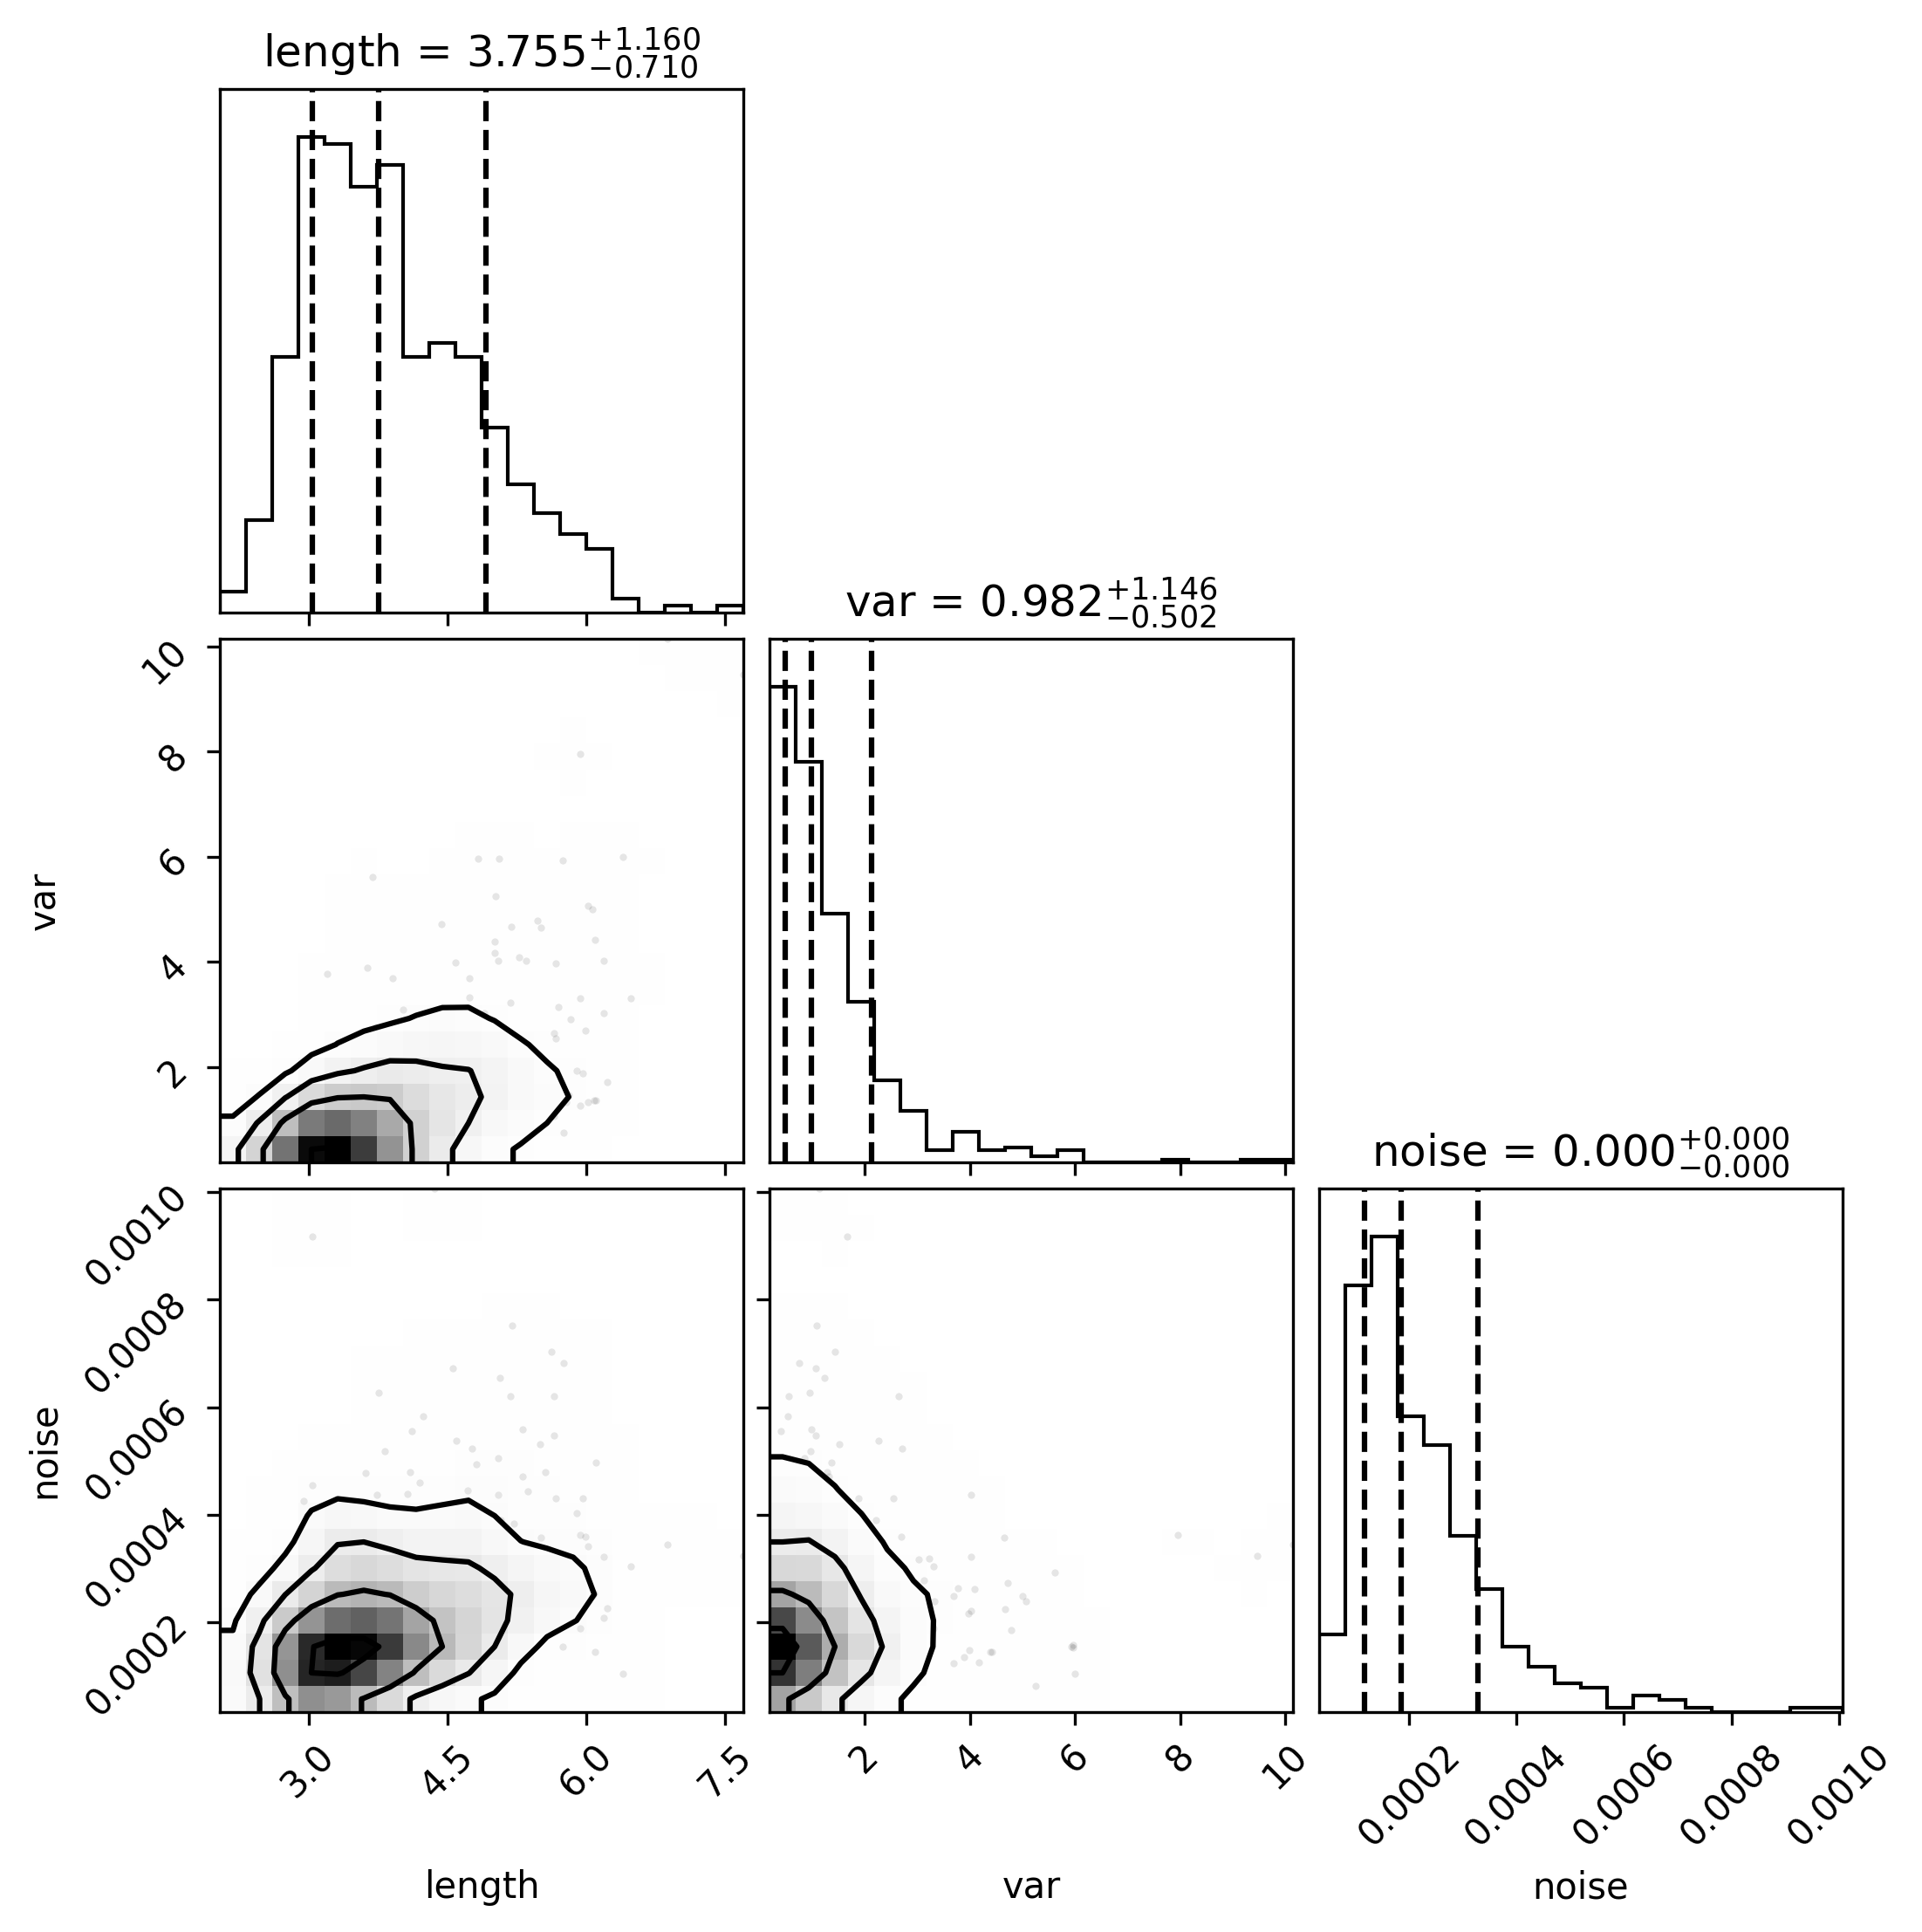 length = 3.755+1.160−0.710
var = 0.982+1.146−0.502
10
8
6
4
2
var
noise = 0.000+0.000−0.000
0.0010
0.0008
0.0006
0.0004
0.0002
noise
3.0 4.5 6.0 7.5
2 4 6 8 10
0.0002 0.0004 0.0006 0.0008 0.0010
length var noise